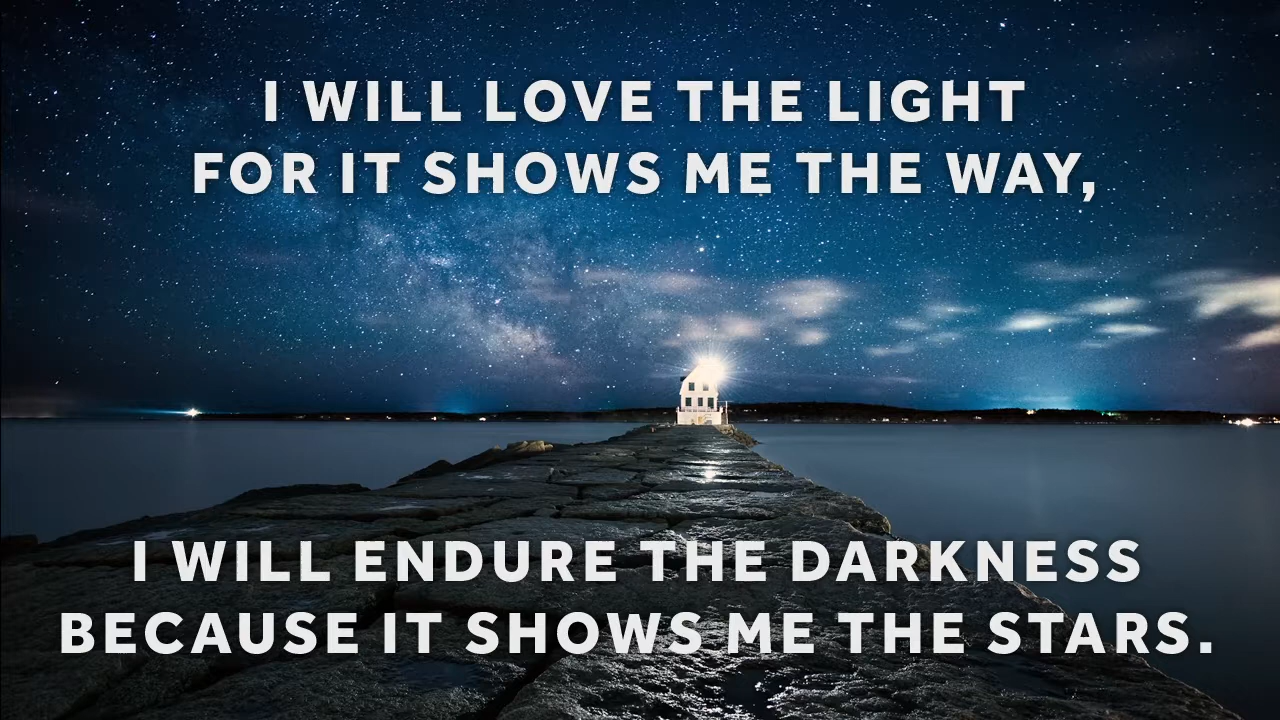 I WILL LOVE THE LIGHT
FOR IT SHOWS ME THE WAY,
I WILL ENDURE THE DARKNESS
BECAUSE IT SHOWS ME THE STARS.